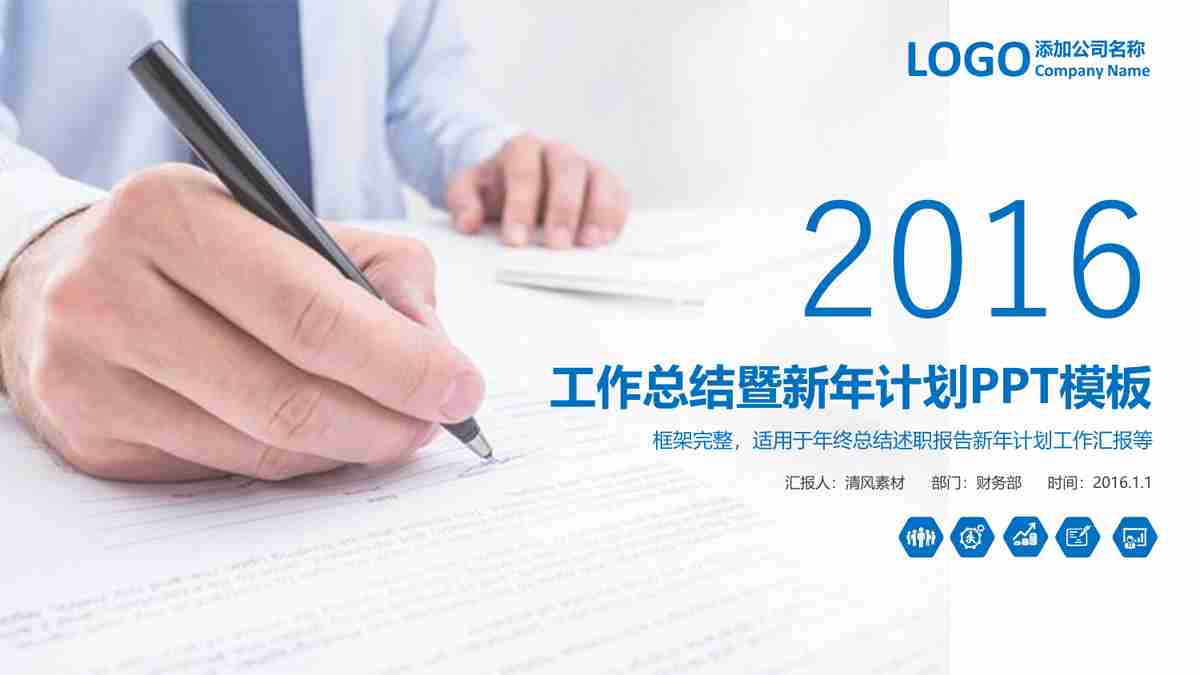 LOGO 添加公司名称
Company Name
2016
工作总结暨新年计划PPT模板
框架完整，适用于年终总结述职报告新年计划工作汇报等
汇报人：清风素材 部门：财务部 时间：2016.1.1